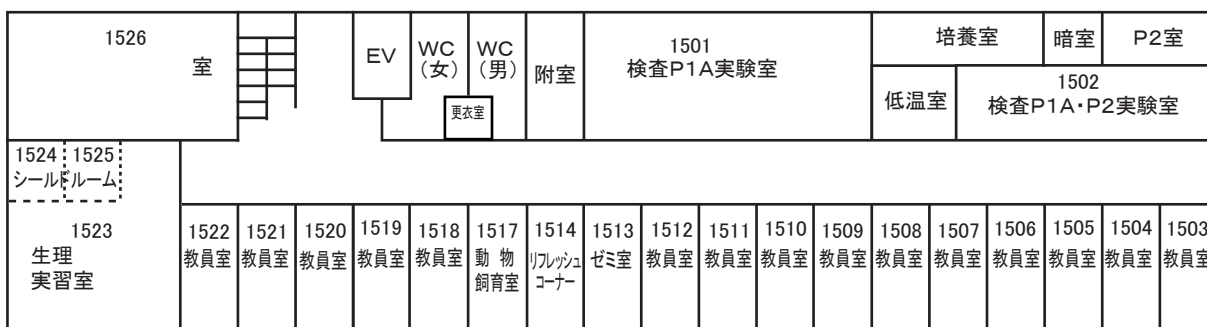 1526
室
EV
WC
(女)
WC
(男)
更衣室
附室
1501
検査P1A実験室
培養室
暗室
P2室
低温室
1502
検査P1A・P2実験室
1524
1525
シールドルーム
1523
生理
実習室
1522
教員室
1521
教員室
1520
教員室
1519
教員室
1518
教員室
1517
動物
飼育室
1514
リフレッシュ
コーナー
1513
ゼミ室
1512
教員室
1511
教員室
1510
教員室
1509
教員室
1508
教員室
1507
教員室
1506
教員室
1505
教員室
1504
教員室
1503
教員室